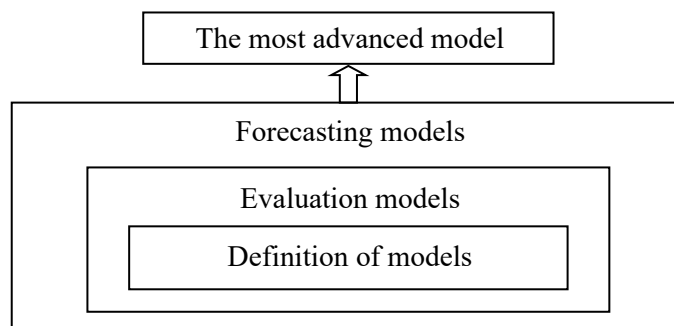 The most advanced model
Forecasting models
Evaluation models
Definition of models